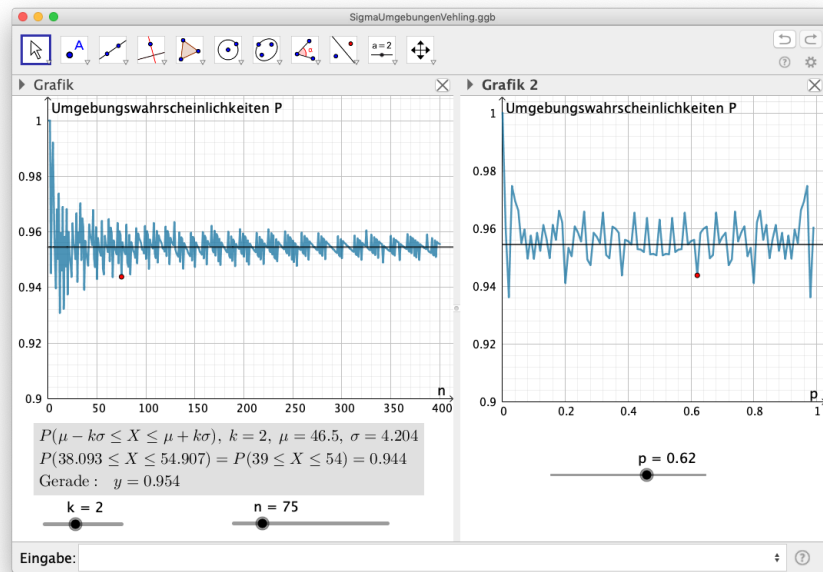 SigmaUmgebungenVehling.ggb
A
α
a=2
Grafik
Grafik 2
Umgebungswahrscheinlichkeiten P
1
0.98
0.96
0.94
0.92
0.9
0 50 100 150 200 250 300 350 400
n
Umgebungswahrscheinlichkeiten P
1
0.98
0.96
0.94
0.92
0.9
0 0.2 0.4 0.6 0.8 1
p
P(μ − kσ ≤ X ≤ μ + kσ), k = 2, μ = 46.5, σ = 4.204
P(38.093 ≤ X ≤ 54.907) = P(39 ≤ X ≤ 54) = 0.944
Gerade : y = 0.954
k = 2
n = 75
p = 0.62
Eingabe: